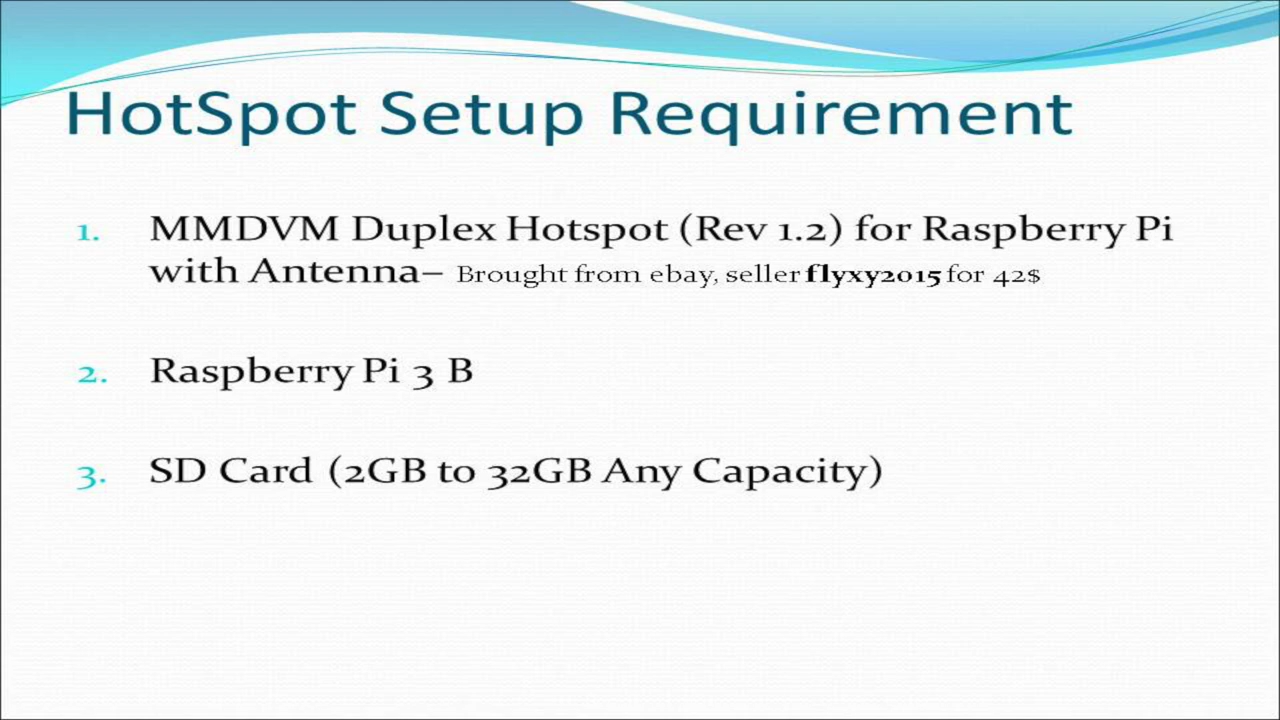 HotSpot Setup Requirement
1. MMDVM Duplex Hotspot (Rev 1.2) for Raspberry Pi
with Antenna– Brought from ebay, seller flyxy2015 for 42$
2. Raspberry Pi 3 B
3. SD Card (2GB to 32GB Any Capacity)